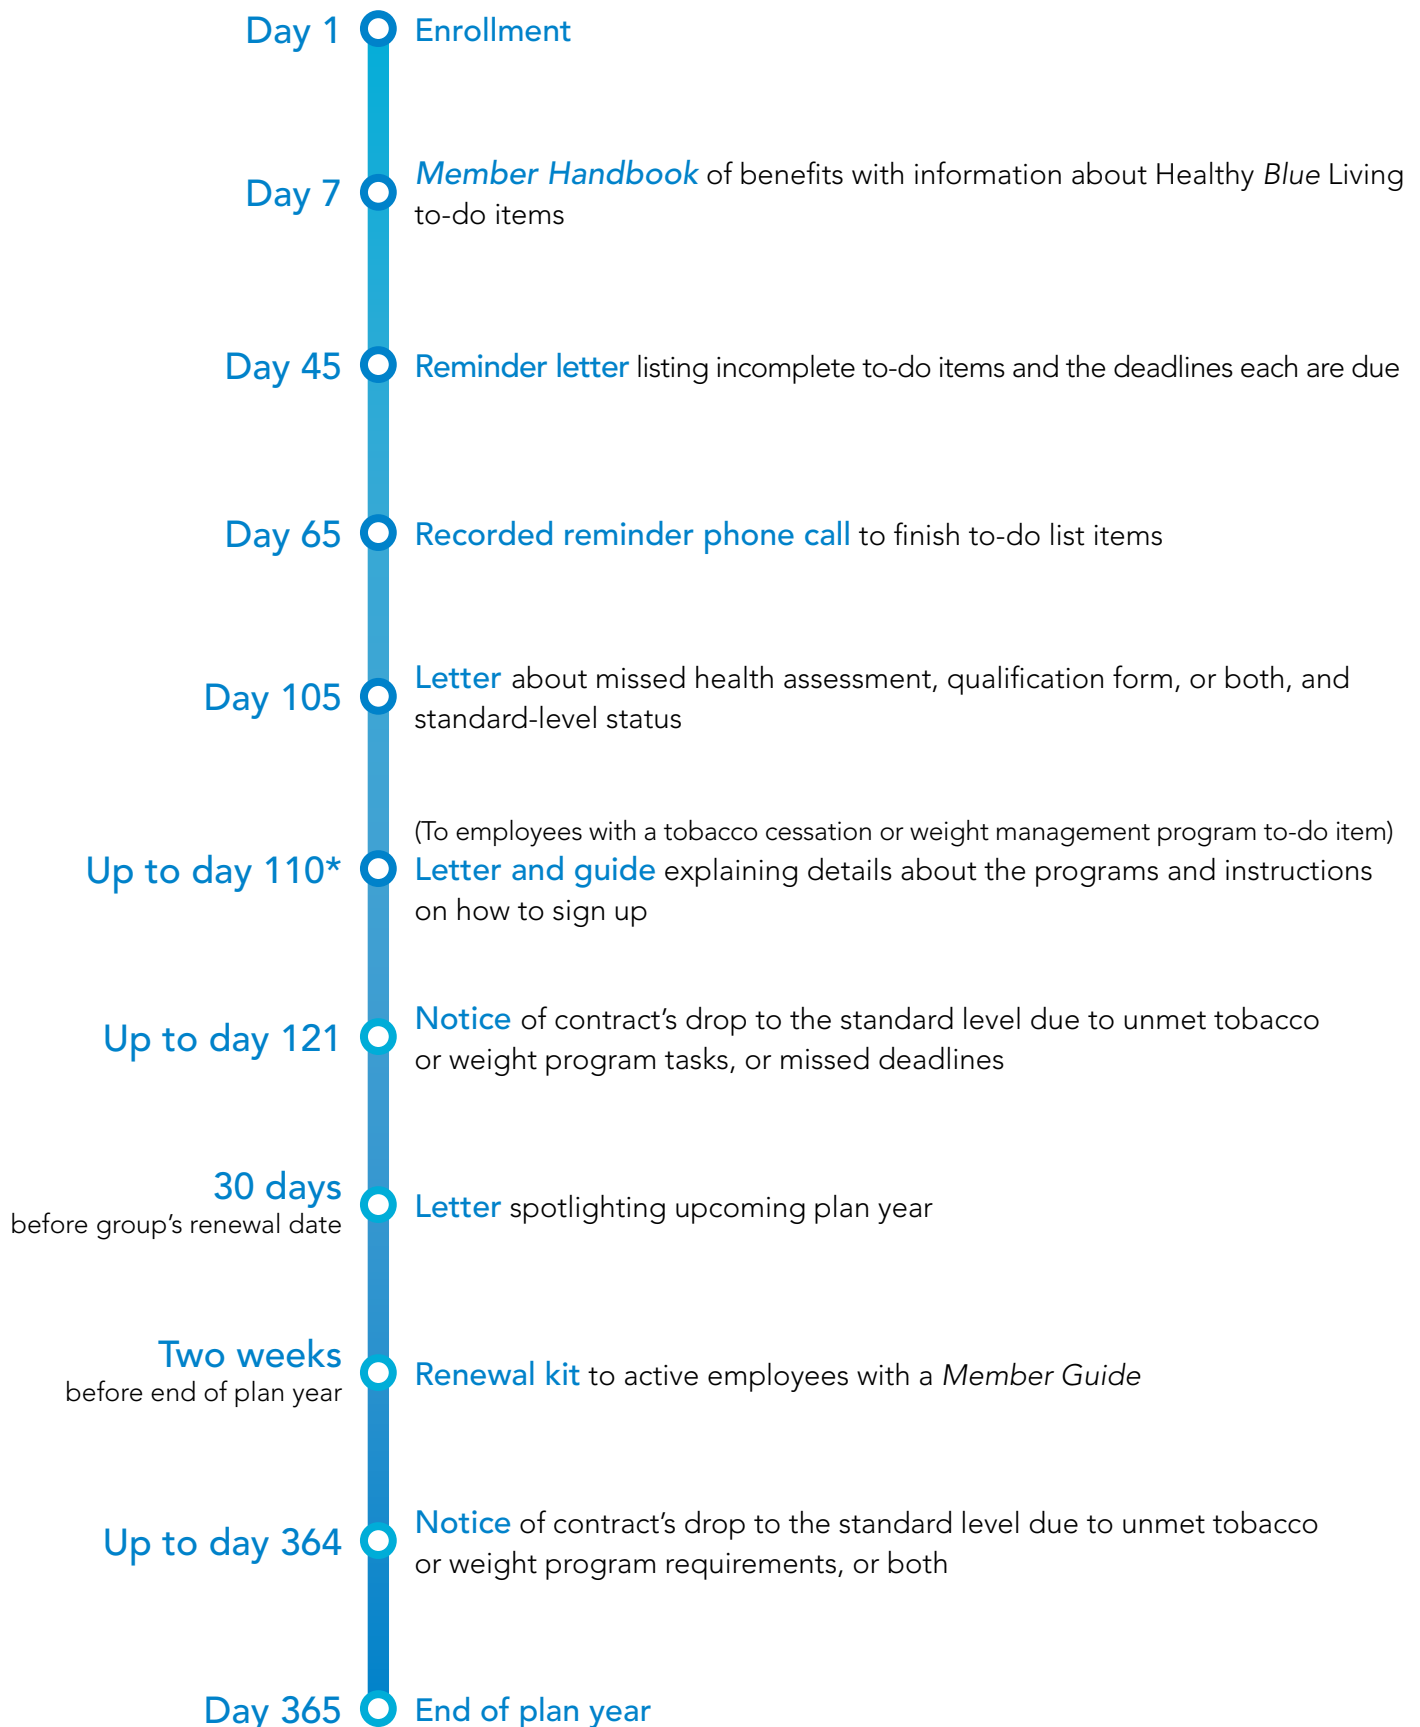 Day 1 Enrollment
Day 7
Member Handbook of benefits with information about Healthy Blue Living
to-do items
Day 45 Reminder letter listing incomplete to-do items and the deadlines each are due
Day 65 Recorded reminder phone call to finish to-do list items
Day 105
Letter about missed health assessment, qualification form, or both, and
standard-level status
Up to day 110*
(To employees with a tobacco cessation or weight management program to-do item)
Letter and guide explaining details about the programs and instructions
on how to sign up
Up to day 121
Notice of contract’s drop to the standard level due to unmet tobacco
or weight program tasks, or missed deadlines
30 days
before group’s renewal date
Letter spotlighting upcoming plan year
Two weeks
before end of plan year
Renewal kit to active employees with a Member Guide
Up to day 364
Notice of contract’s drop to the standard level due to unmet tobacco
or weight program requirements, or both
Day 365 End of plan year